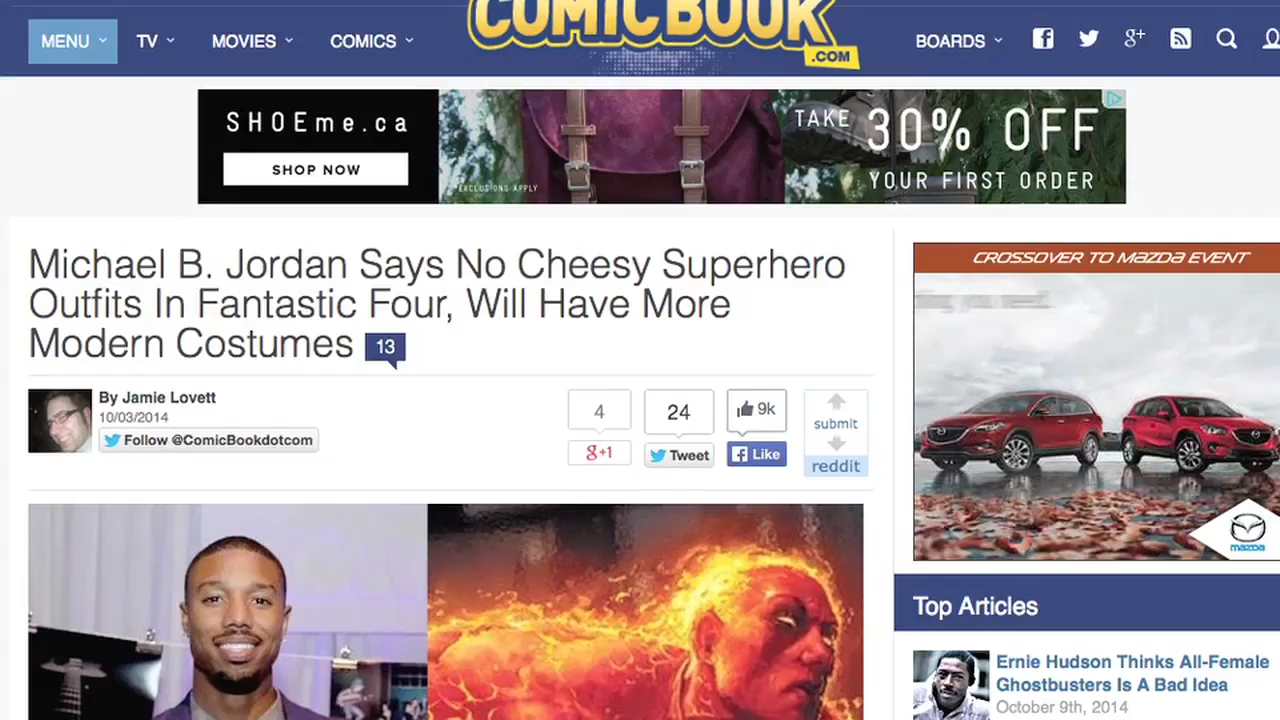 COMICBOOK
.COM
MENU
TV
MOVIES
COMICS
BOARDS
SHOEme.ca
SHOP NOW
*EXCLUSIONS APPLY
TAKE 30% OFF
YOUR FIRST ORDER
Michael B. Jordan Says No Cheesy Superhero
Outfits In Fantastic Four, Will Have More
Modern Costumes 13
By Jamie Lovett
10/03/2014
Follow @ComicBookdotcom
4
24
9k
submit
g+1
Tweet
Like
reddit
CROSSOVER TO mazda EVENT
mazda
Top Articles
Ernie Hudson Thinks All-Female
Ghostbusters Is A Bad Idea
October 9th, 2014